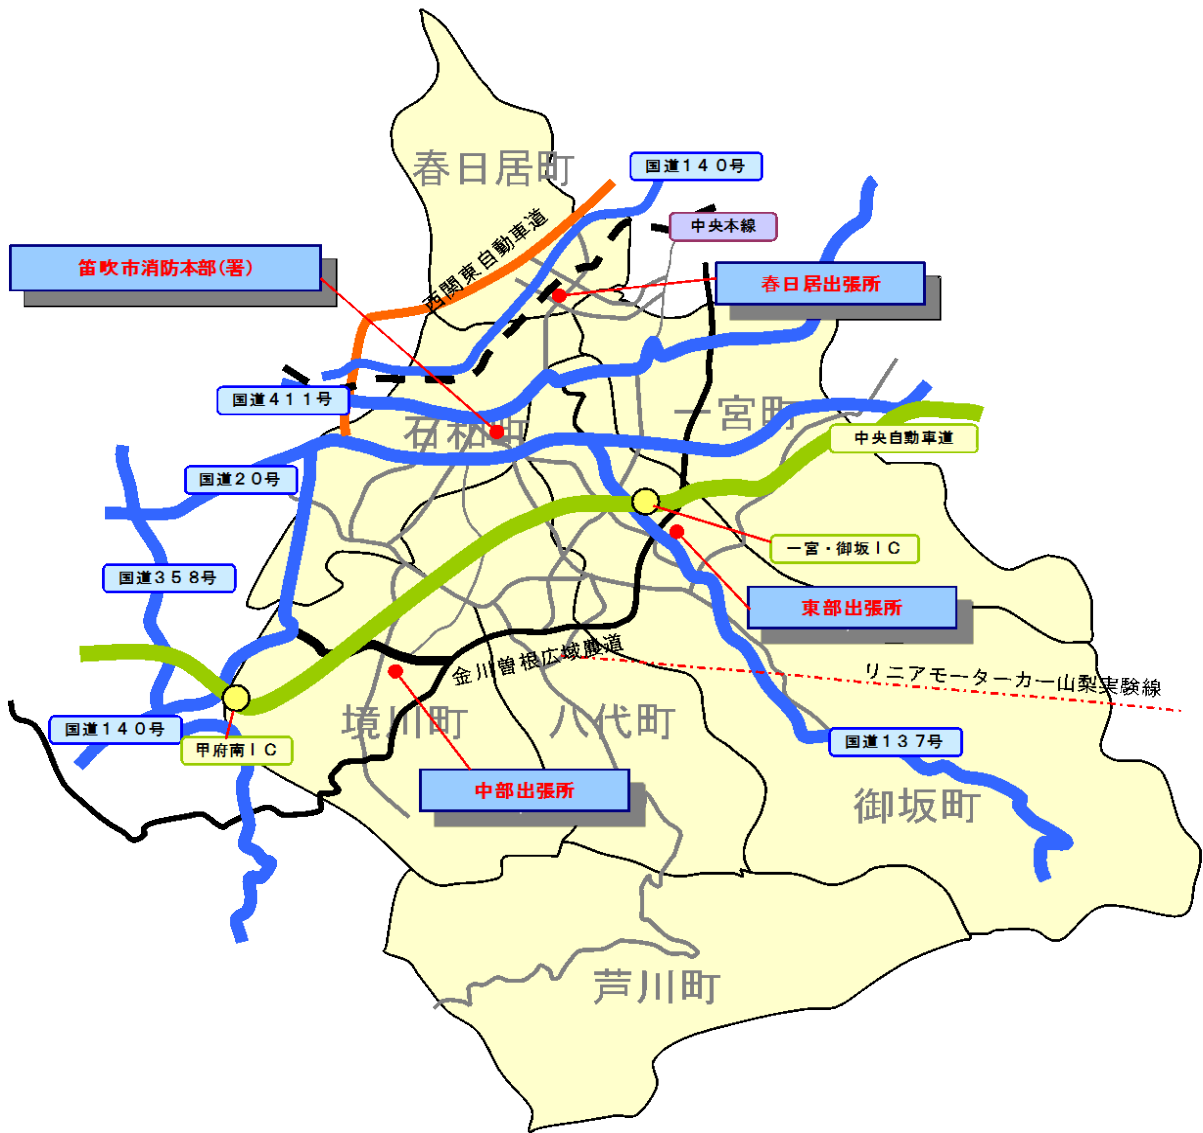 春日居町
国道１４０号
中央本線
西関東自動車道
笛吹市消防本部(署)
春日居出張所
国道４１１号
石和町
一宮町
中央自動車道
国道２０号
一宮・御坂ＩＣ
国道３５８号
東部出張所
金川曽根広域農道
リニアモーターカー山梨実験線
境川町
八代町
国道１４０号
甲府南ＩＣ
国道１３７号
中部出張所
御坂町
芦川町